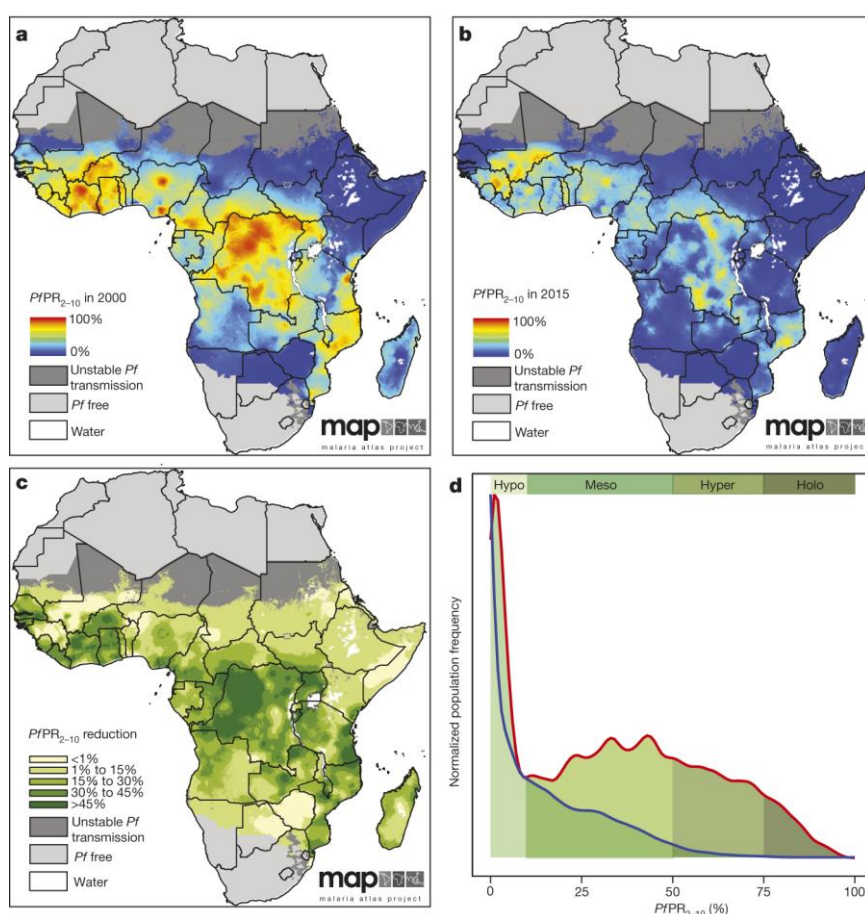 a
PfPR2–10 in 2000
100%
0%
Unstable Pf
transmission
Pf free
Water
map
malaria atlas project
b
PfPR2–10 in 2015
100%
0%
Unstable Pf
transmission
Pf free
Water
map
malaria atlas project
c
PfPR2–10 reduction
<1%
1% to 15%
15% to 30%
30% to 45%
>45%
Unstable Pf
transmission
Pf free
Water
map
malaria atlas project
d
Hypo Meso Hyper Holo
Normalized population frequency
0 25 50 75 100
PfPR2–10 (%)